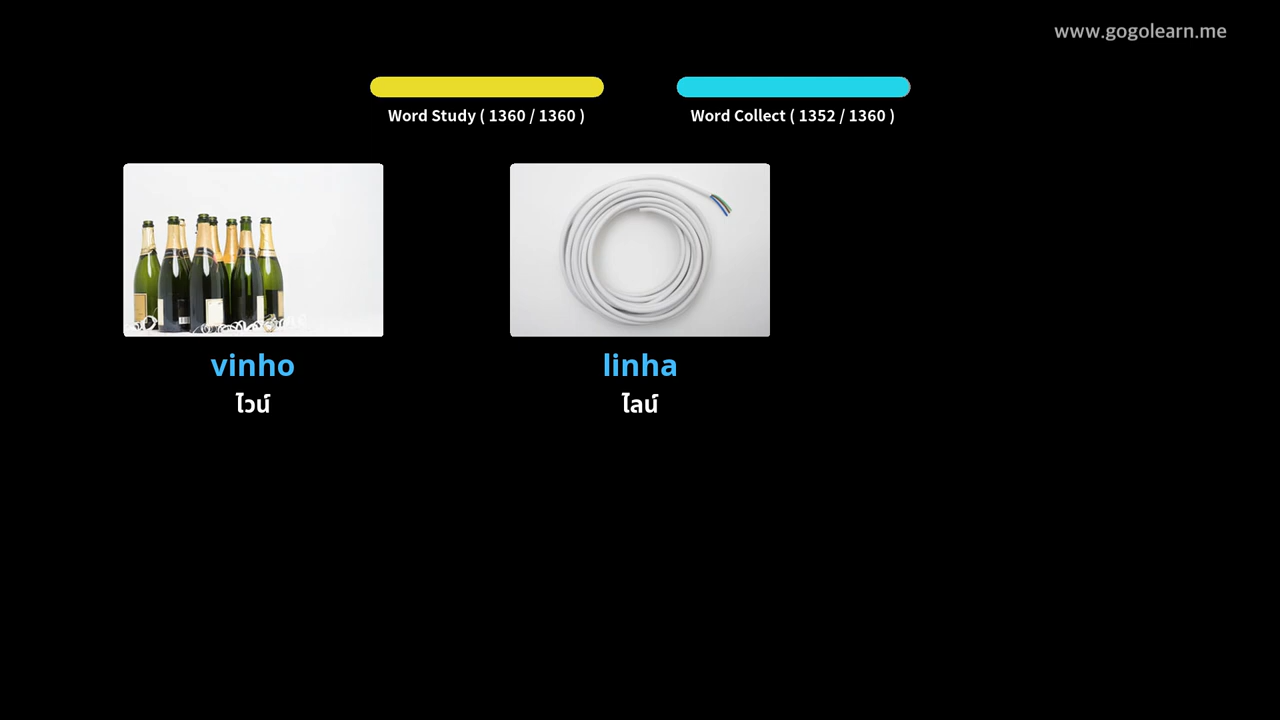 www.gogolearn.me
Word Study ( 1360 / 1360 )
Word Collect ( 1352 / 1360 )
vinho
ไวน์
linha
ไลน์